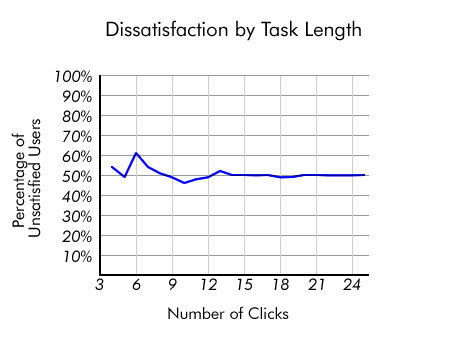 Dissatisfaction by Task Length
100%
90%
80%
70%
60%
50%
40%
30%
20%
10%
Percentage of
Unsatisfied Users
3 6 9 12 15 18 21 24
Number of Clicks